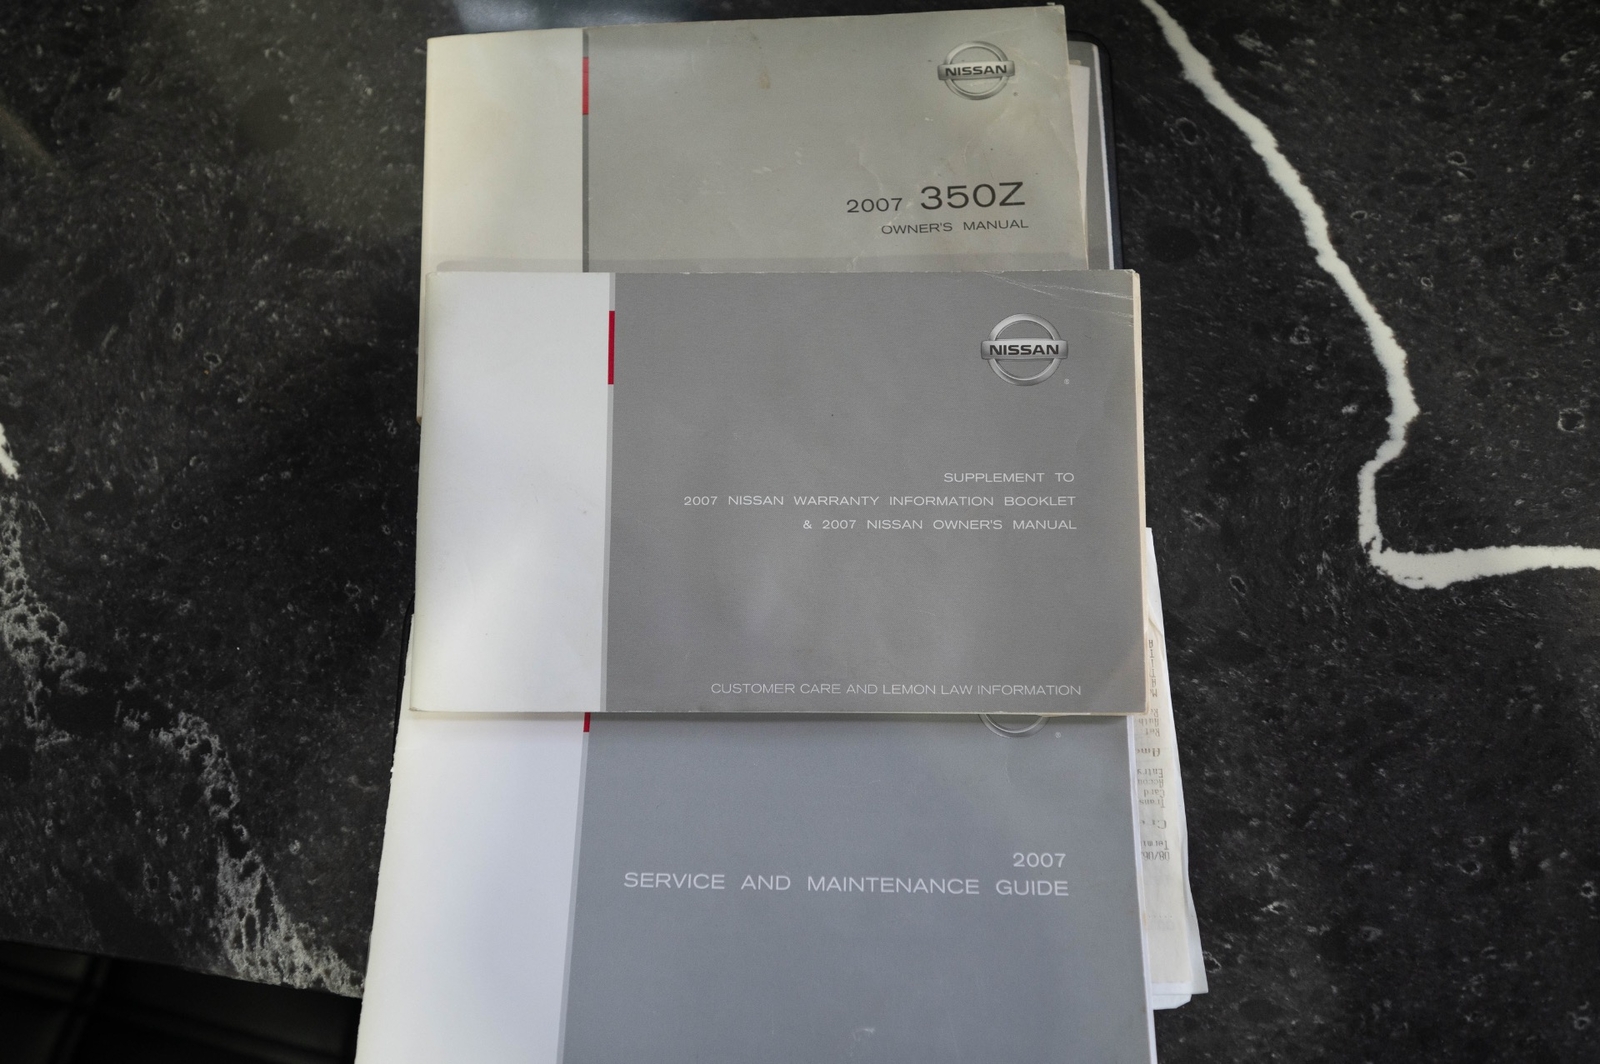 NISSAN
2007 350Z
OWNER'S MANUAL
NISSAN
SUPPLEMENT TO
2007 NISSAN WARRANTY INFORMATION BOOKLET
& 2007 NISSAN OWNER'S MANUAL
CUSTOMER CARE AND LEMON LAW INFORMATION
2007
SERVICE AND MAINTENANCE GUIDE